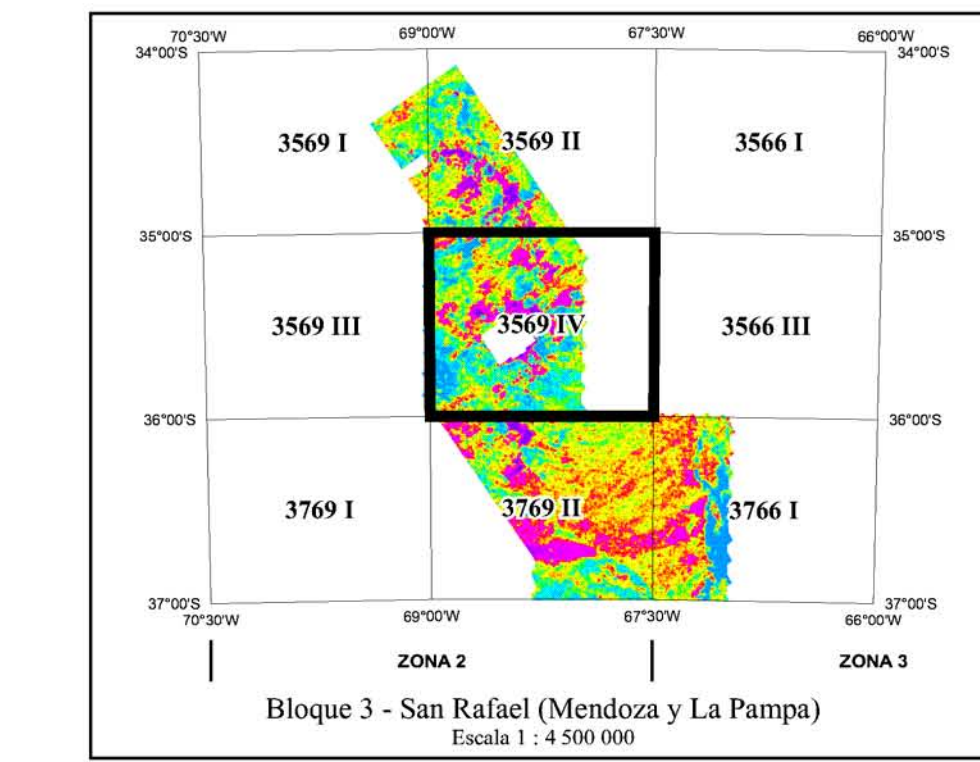 70°30'W 69°00'W 67°30'W 66°00'W
34°00'S 34°00'S
3569 I 3569 II 3566 I
35°00'S 35°00'S
3569 III 3569 IV 3566 III
36°00'S 36°00'S
3769 I 3769 II 3766 I
37°00'S 37°00'S
70°30'W 69°00'W 67°30'W 66°00'W
ZONA 2 ZONA 3
Bloque 3 - San Rafael (Mendoza y La Pampa)
Escala 1 : 4 500 000